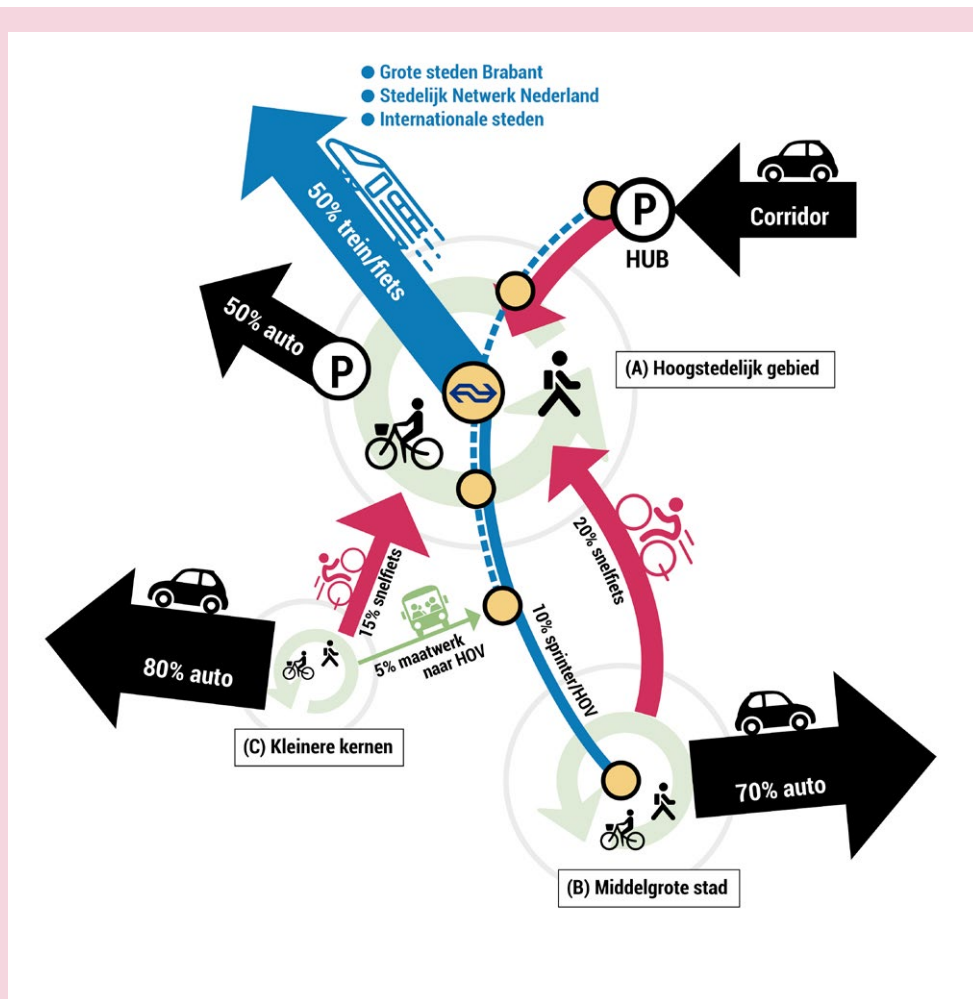 Grote steden Brabant
Stedelijk Netwerk Nederland
Internationale steden
50% trein/fiets
P
HUB
Corridor
50% auto
P
(A) Hoogstedelijk gebied
15% snelfiets
20% snelfiets
80% auto
5% maatwerk
naar HOV
10% sprinter/HOV
(C) Kleinere kernen
70% auto
(B) Middelgrote stad